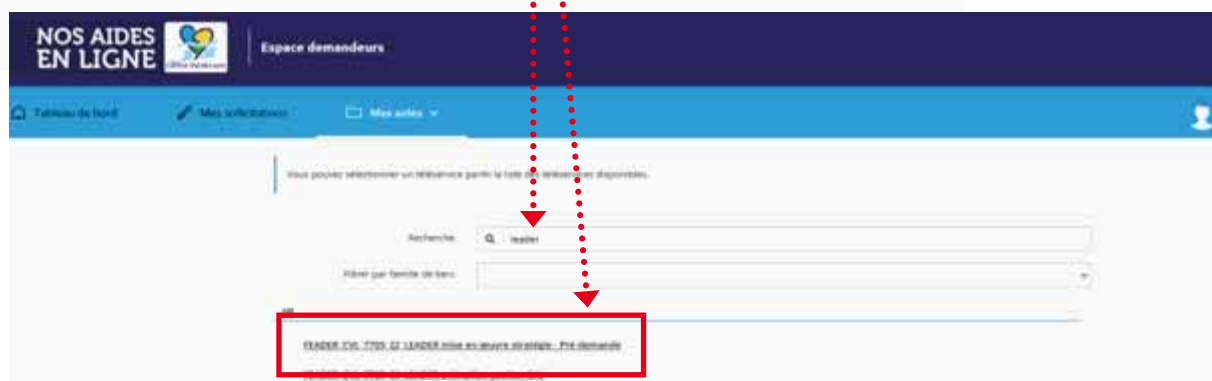 NOS AIDES
EN LIGNE
Espace demandeurs
Tableau de bord
Mes sollicitations
Mes aides
Vous pouvez sélectionner un téléservice parmi la liste des téléservices disponibles.
Recherche
leader
Filtrer par famille de tiers
FEADER CVL 7705 LEADER mise en œuvre stratégie - Pré demande